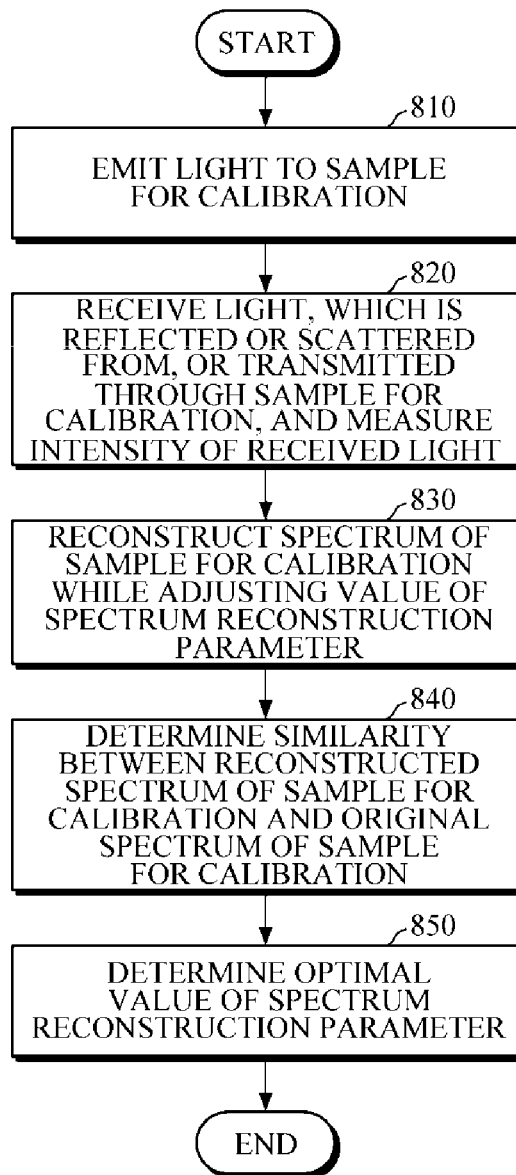 START
810
EMIT LIGHT TO SAMPLE
FOR CALIBRATION
820
RECEIVE LIGHT, WHICH IS
REFLECTED OR SCATTERED
FROM, OR TRANSMITTED
THROUGH SAMPLE FOR
CALIBRATION, AND MEASURE
INTENSITY OF RECEIVED LIGHT
830
RECONSTRUCT SPECTRUM OF
SAMPLE FOR CALIBRATION
WHILE ADJUSTING VALUE OF
SPECTRUM RECONSTRUCTION
PARAMETER
840
DETERMINE SIMILARITY
BETWEEN RECONSTRUCTED
SPECTRUM OF SAMPLE FOR
CALIBRATION AND ORIGINAL
SPECTRUM OF SAMPLE
FOR CALIBRATION
850
DETERMINE OPTIMAL
VALUE OF SPECTRUM
RECONSTRUCTION PARAMETER
END